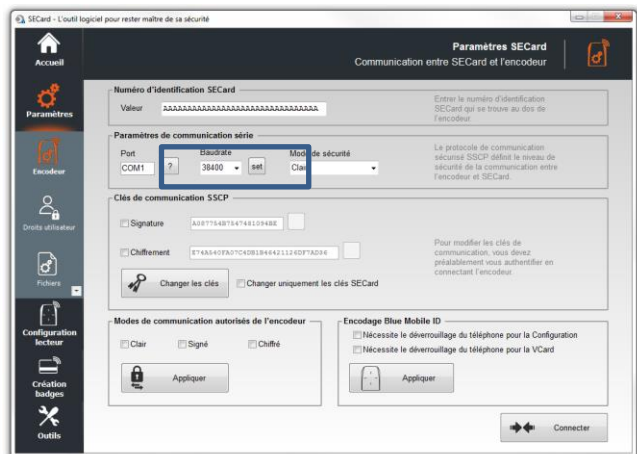 SECard - L'outil logiciel pour rester maître de sa sécurité
Accueil
Paramètres
Encodeur
Droits utilisateur
Fichiers
Configuration
lecteur
Création
badges
Outils
Paramètres SECard
Communication entre SECard et l'encodeur
Numéro d'identification SECard
Valeur
Entrer le numéro d'identification
SECard qui se trouve au dos de
l'encodeur.
Paramètres de communication série
Port
Baudrate
Mode de sécurité
COM1
?
38400
set
Clair
Le protocole de communication
sécurisé SSCP définit le niveau de
sécurité de la communication entre
l'encodeur et SECard.
Clés de communication SSCP
Signature
Chiffrement
Pour modifier les clés de
communication, vous devez
préalablement vous authentifier en
connectant l'encodeur.
Changer les clés
Changer uniquement les clés SECard
Modes de communication autorisés de l'encodeur
Clair
Signé
Chiffré
Appliquer
Encodage Blue Mobile ID
Nécessite le déverrouillage du téléphone pour la Configuration
Nécessite le déverrouillage du téléphone pour la VCard
Appliquer
Connecter